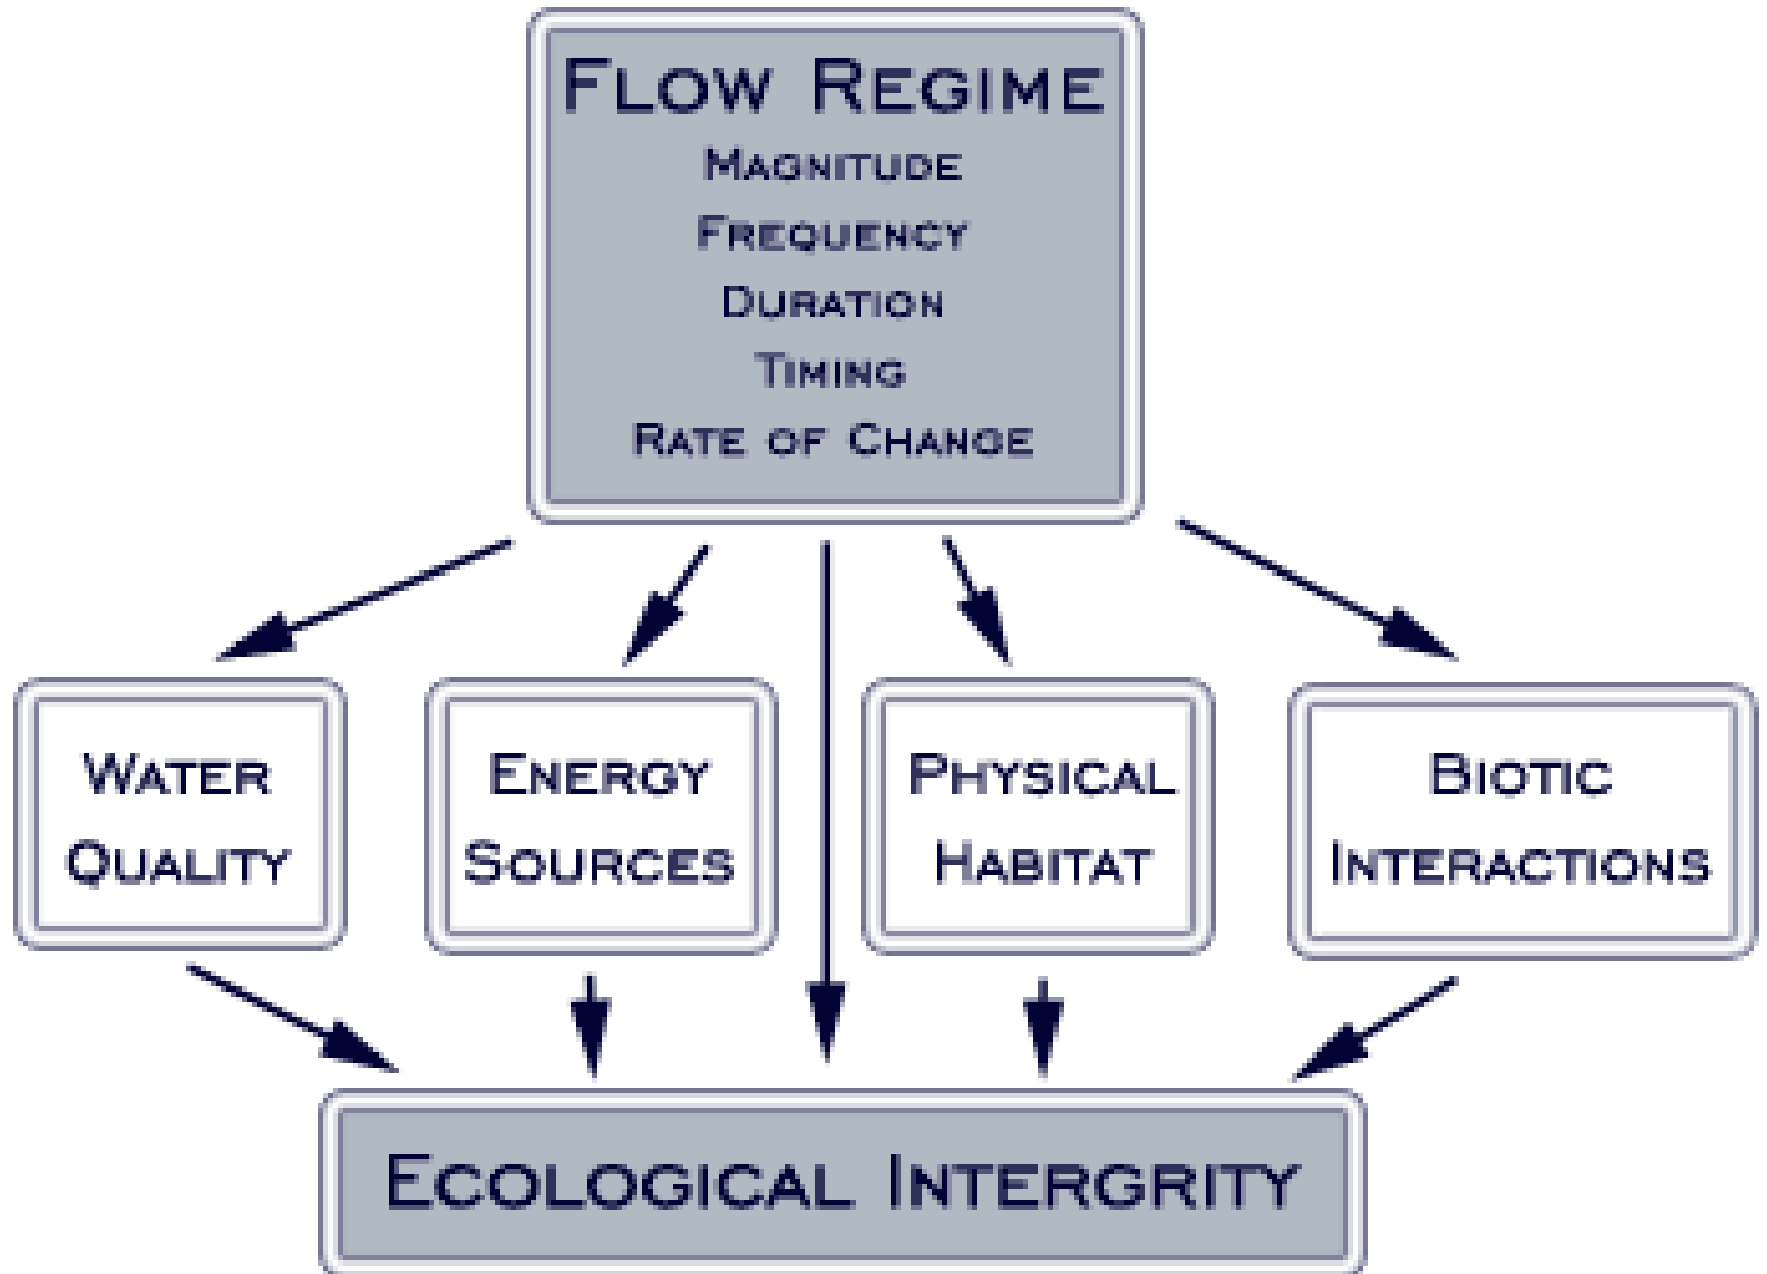 FLOW REGIME
MAGNITUDE
FREQUENCY
DURATION
TIMING
RATE OF CHANGE
WATER
QUALITY
ENERGY
SOURCES
PHYSICAL
HABITAT
BIOTIC
INTERACTIONS
ECOLOGICAL INTERGRITY